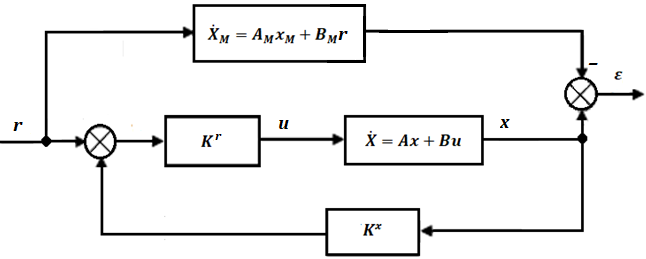 Ẋ_M = A_M x_M + B_M r
−
ε
r
K^r
u
Ẋ = Ax + Bu
x
K^x